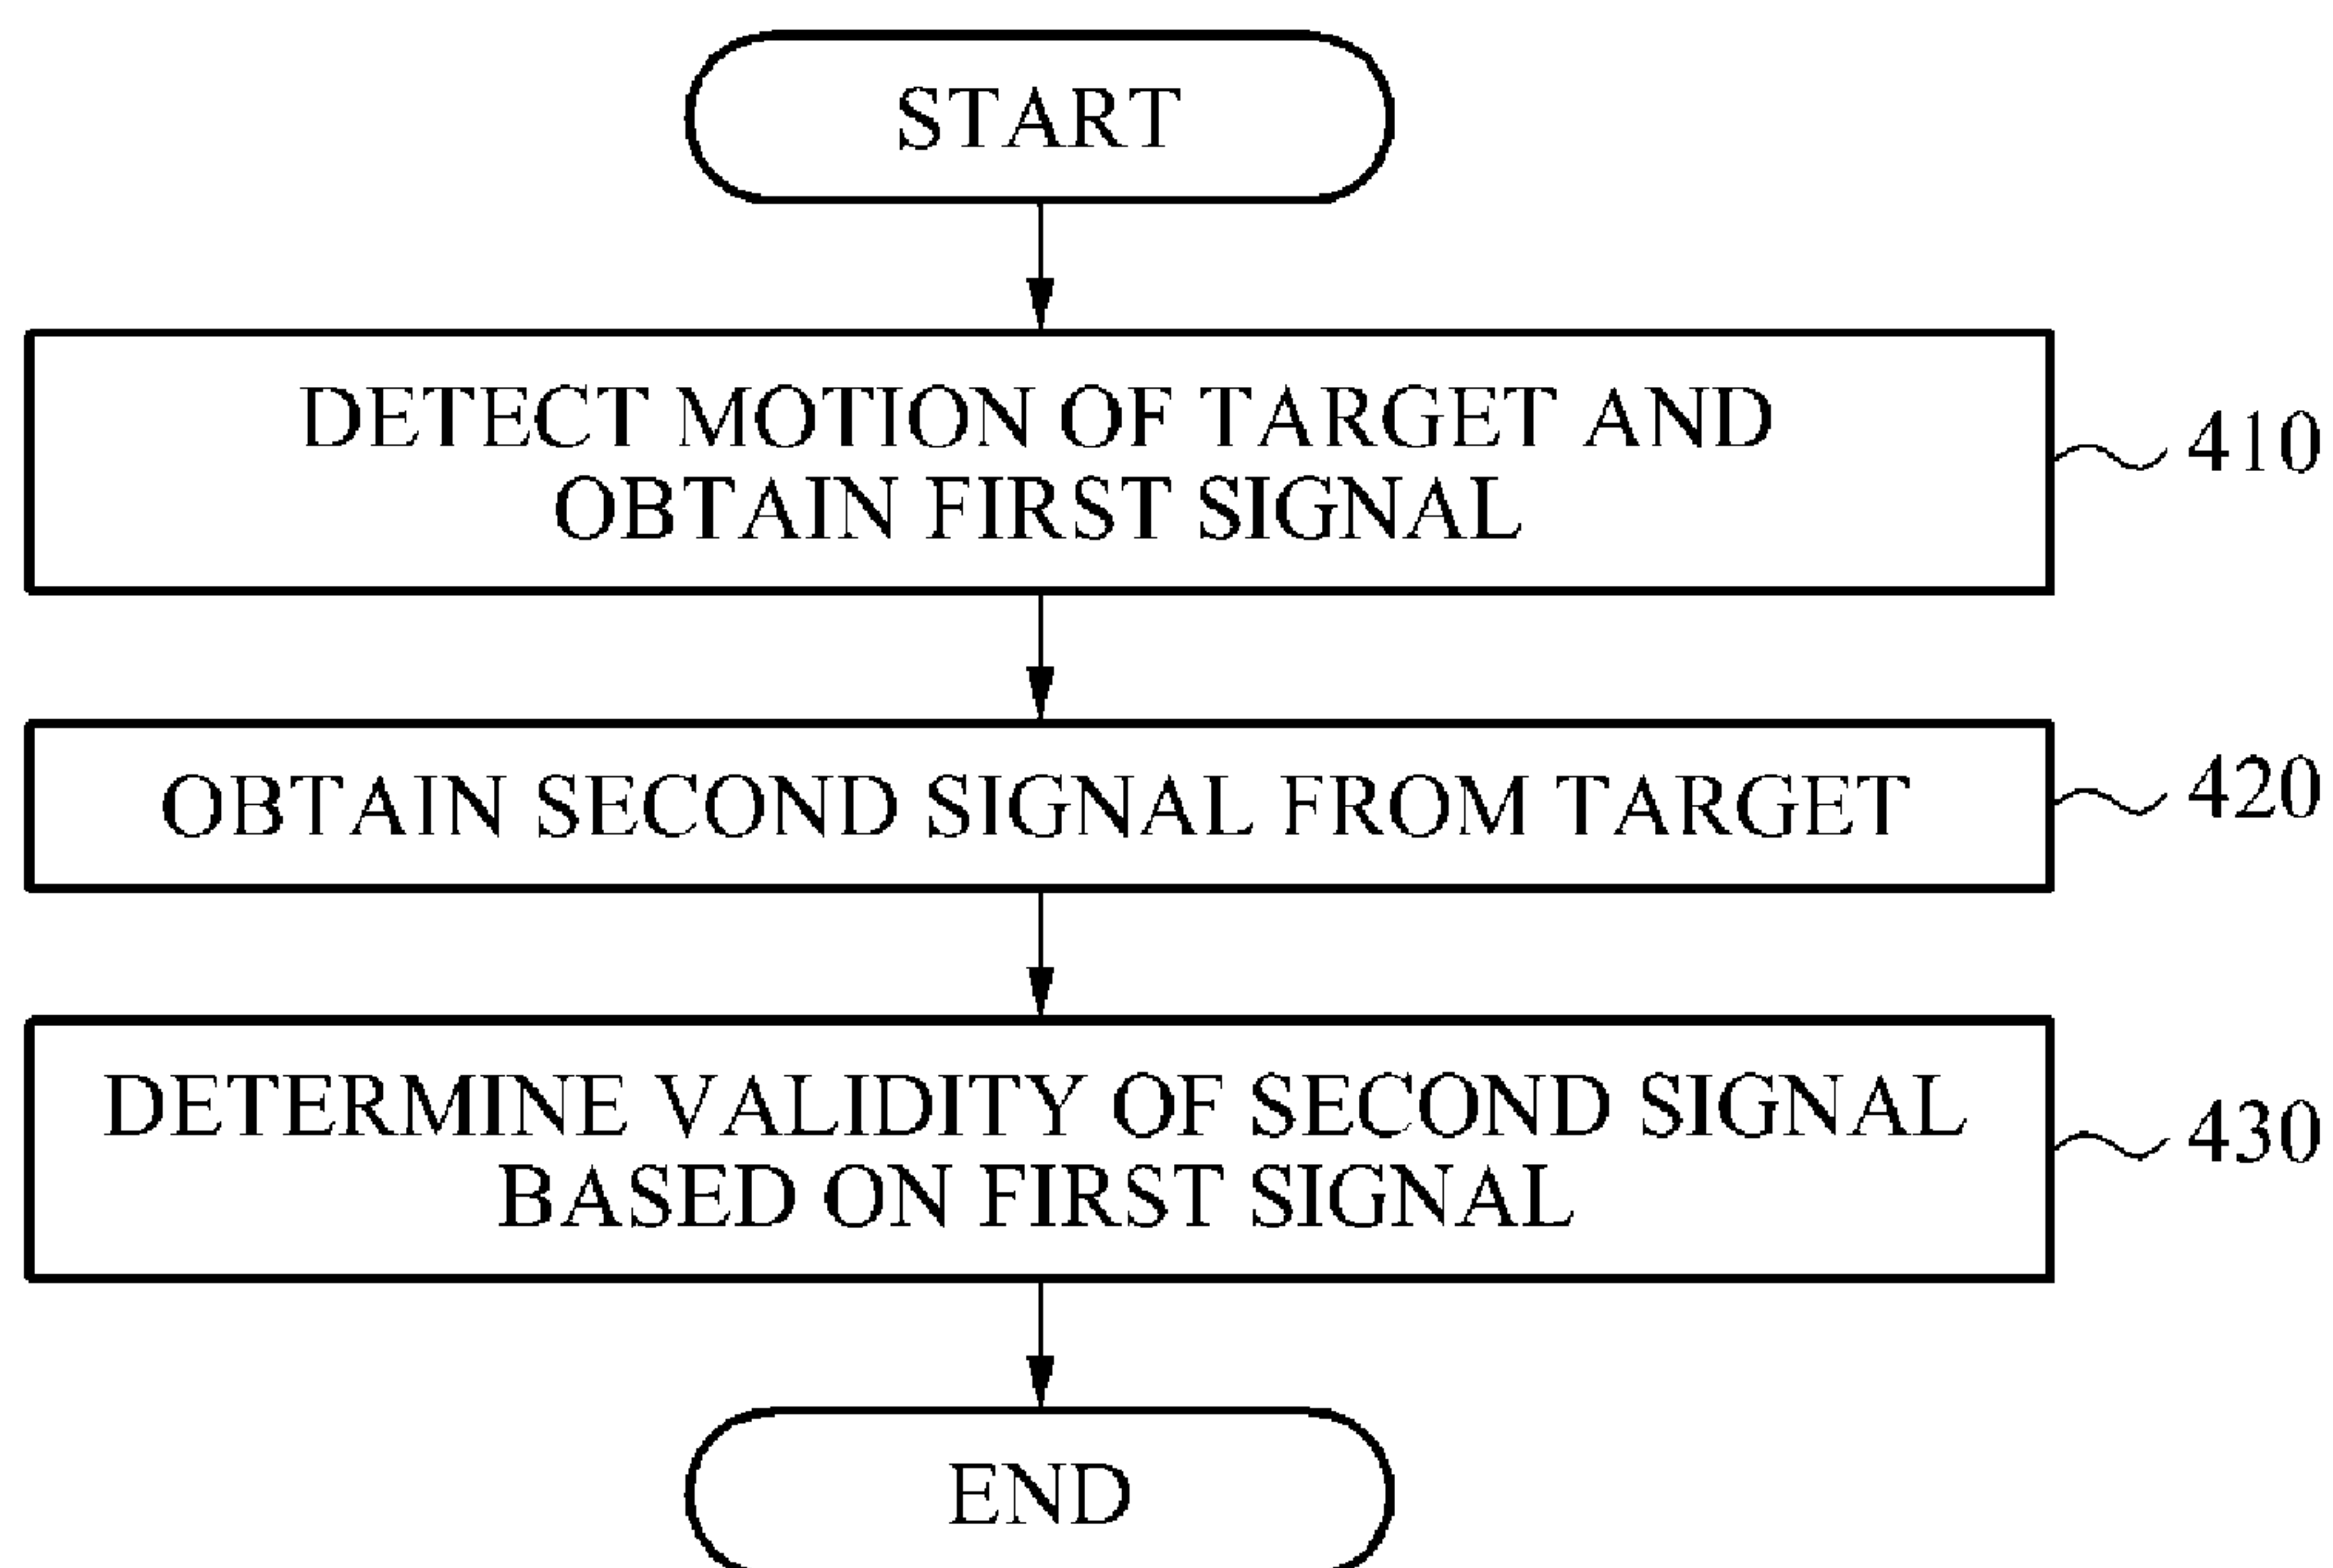 START
DETECT MOTION OF TARGET AND
OBTAIN FIRST SIGNAL
410
OBTAIN SECOND SIGNAL FROM TARGET
420
DETERMINE VALIDITY OF SECOND SIGNAL
BASED ON FIRST SIGNAL
430
END